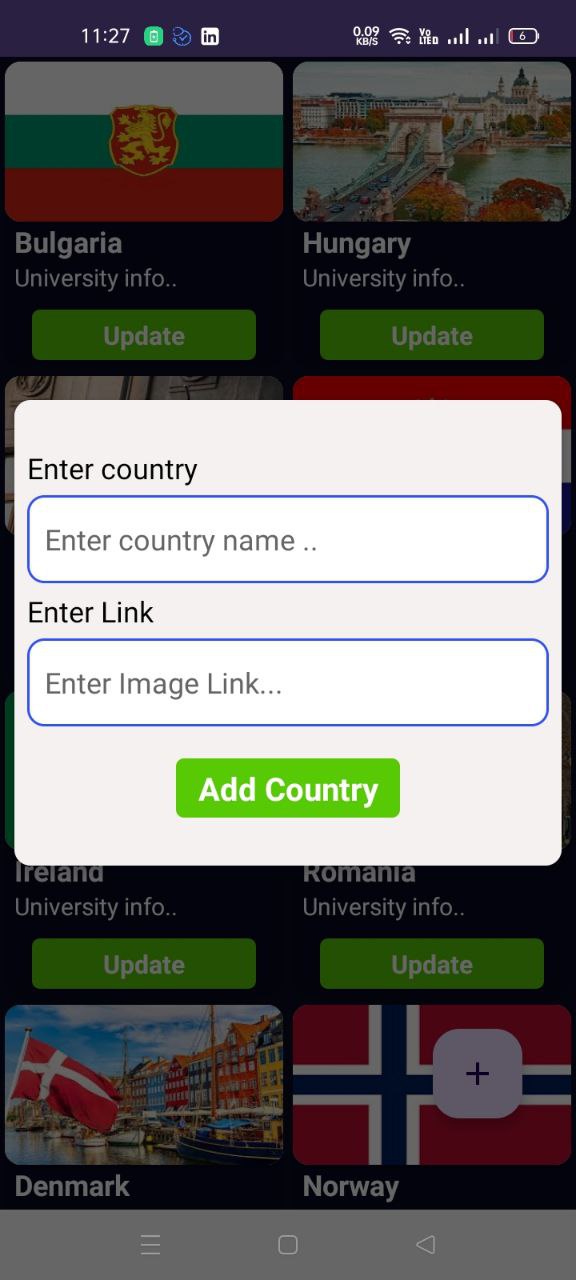 11:27
0.09
KB/S
Vo
LTE D
6
Bulgaria
Hungary
University info..
University info..
Update
Update
Enter country
Enter country name ..
Enter Link
Enter Image Link...
Add Country
Ireland
Romania
University info..
University info..
Update
Update
Denmark
Norway